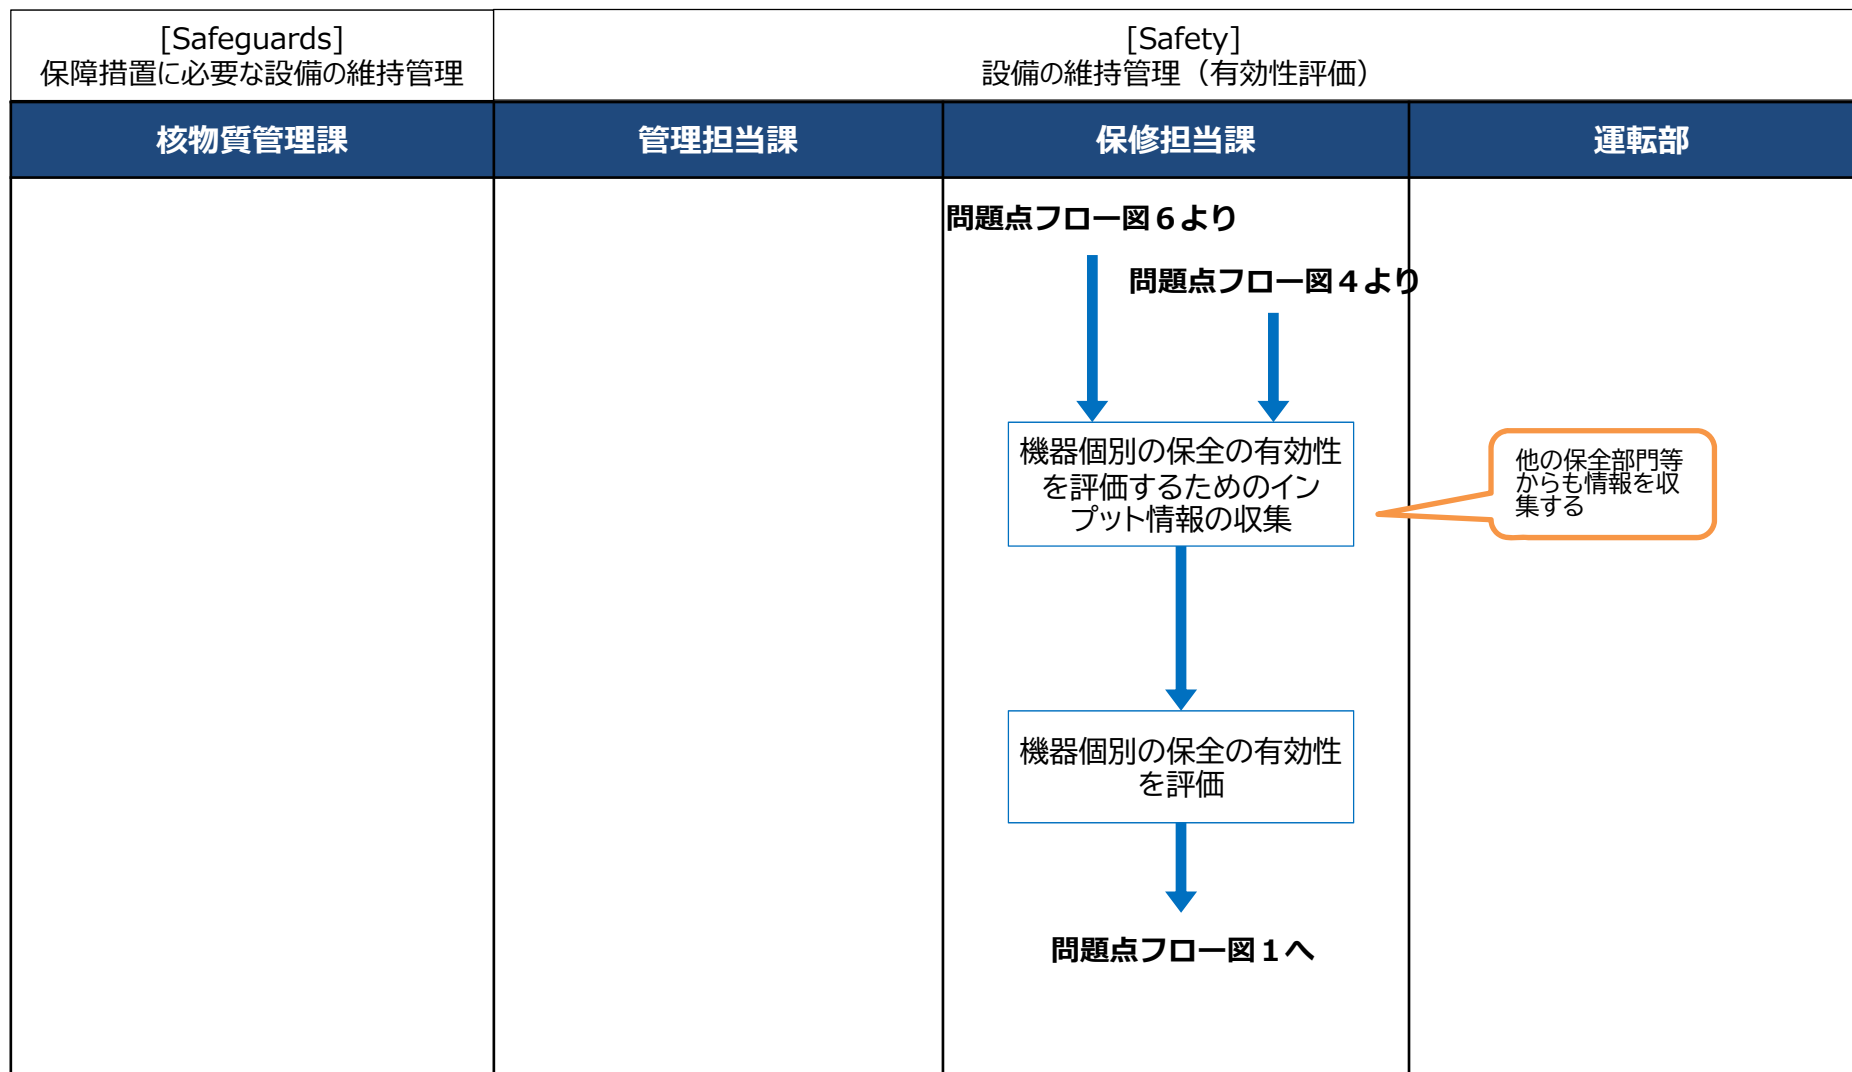 [Safeguards]
保障措置に必要な設備の維持管理
[Safety]
設備の維持管理（有効性評価）
核物質管理課
管理担当課
保修担当課
運転部
問題点フロー図６より
問題点フロー図４より
機器個別の保全の有効性
を評価するためのイン
プット情報の収集
他の保全部門等
からも情報を収
集する
機器個別の保全の有効性
を評価
問題点フロー図１へ